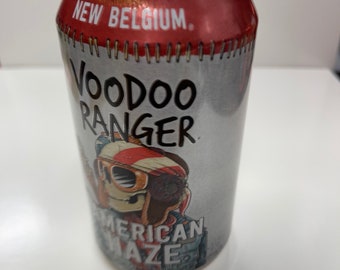 NEW BELGIUM®
VOODOO
RANGER
AMERICAN
HAZE